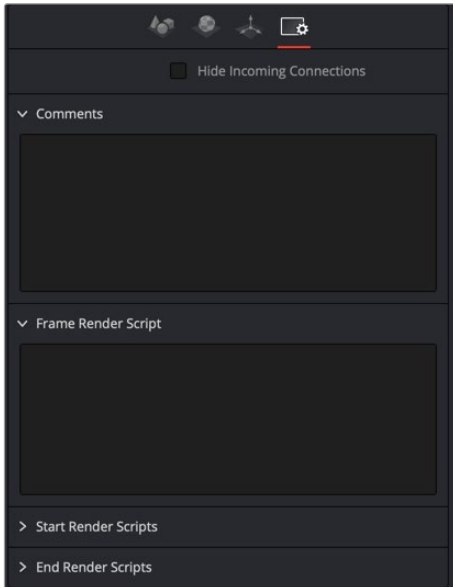 Hide Incoming Connections
Comments
Frame Render Script
Start Render Scripts
End Render Scripts